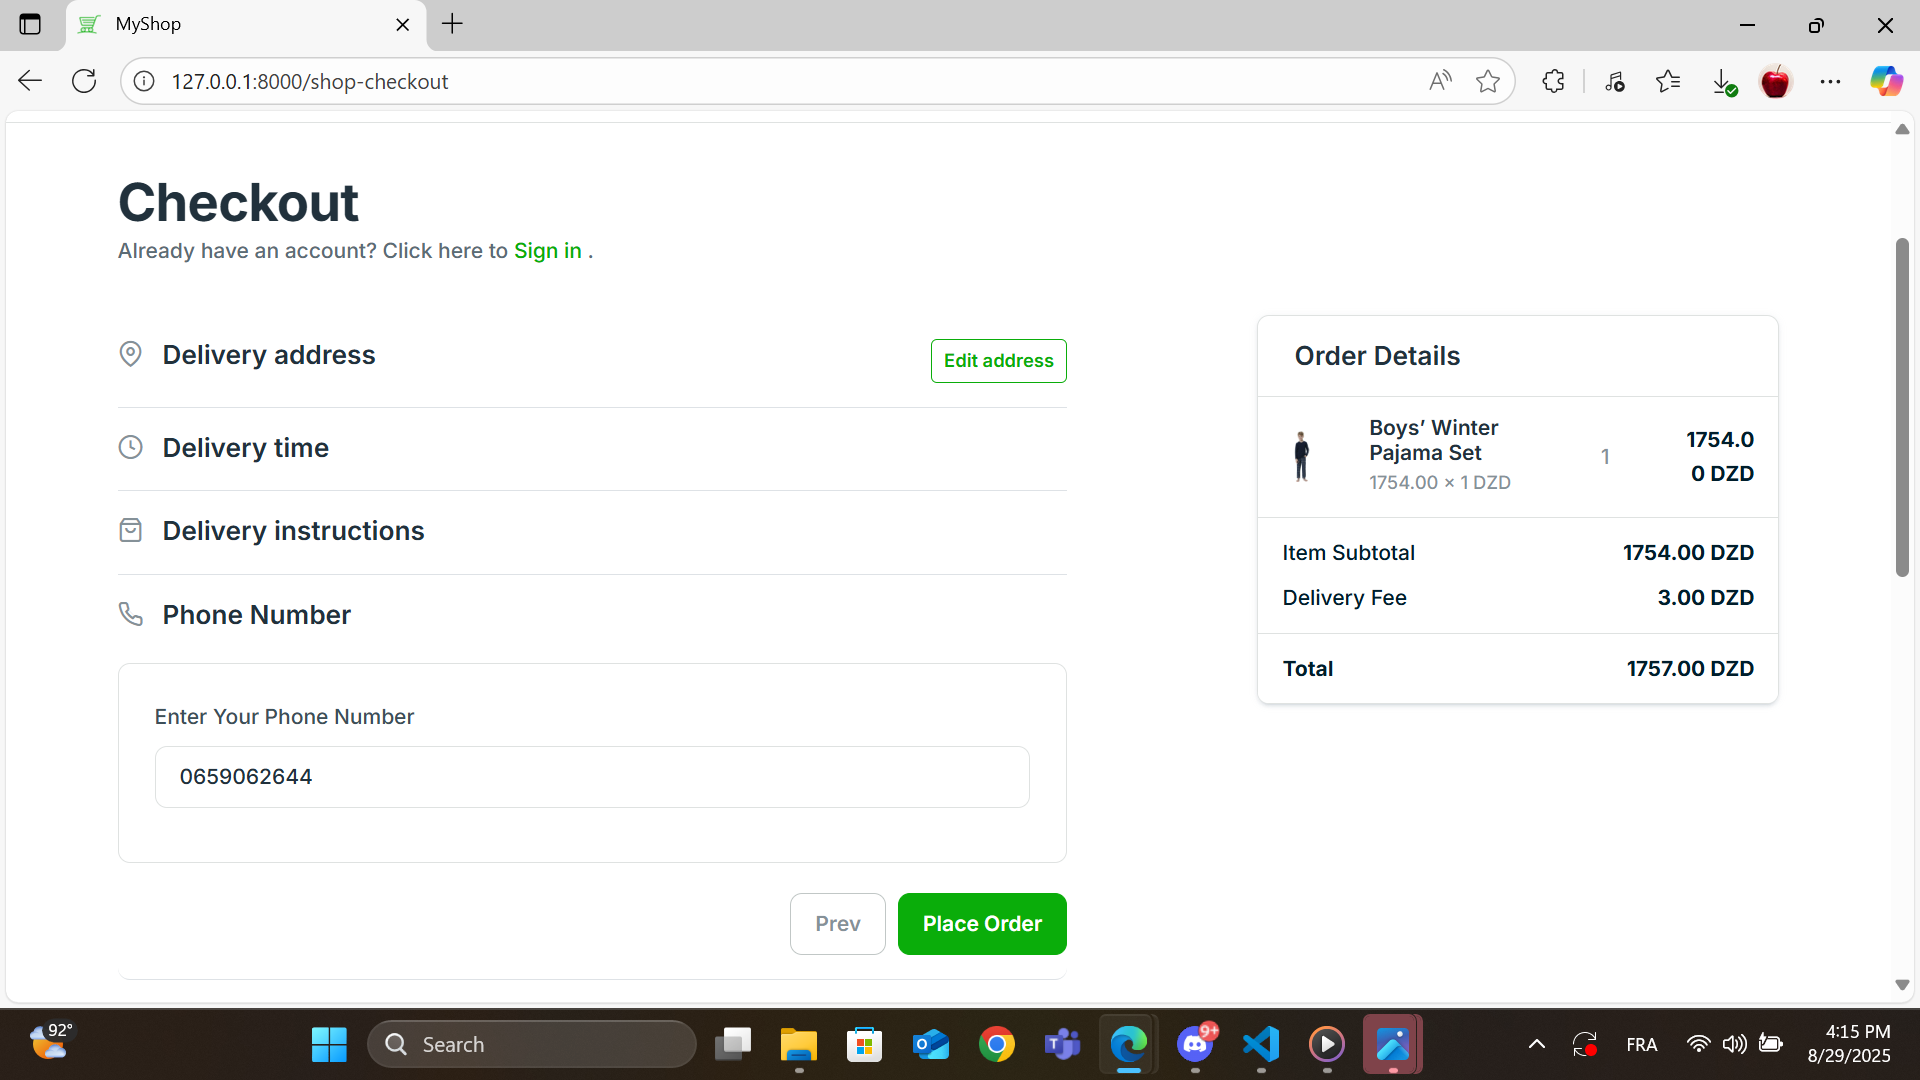 MyShop
127.0.0.1:8000/shop-checkout
Checkout
Already have an account? Click here to Sign in .
Delivery address
Edit address
Delivery time
Delivery instructions
Phone Number
Enter Your Phone Number
0659062644
Prev
Place Order
Order Details
Boys’ Winter
Pajama Set
1754.00 × 1 DZD
1
1754.0
0 DZD
Item Subtotal
1754.00 DZD
Delivery Fee
3.00 DZD
Total
1757.00 DZD
92°
Search
9+
FRA
4:15 PM
8/29/2025